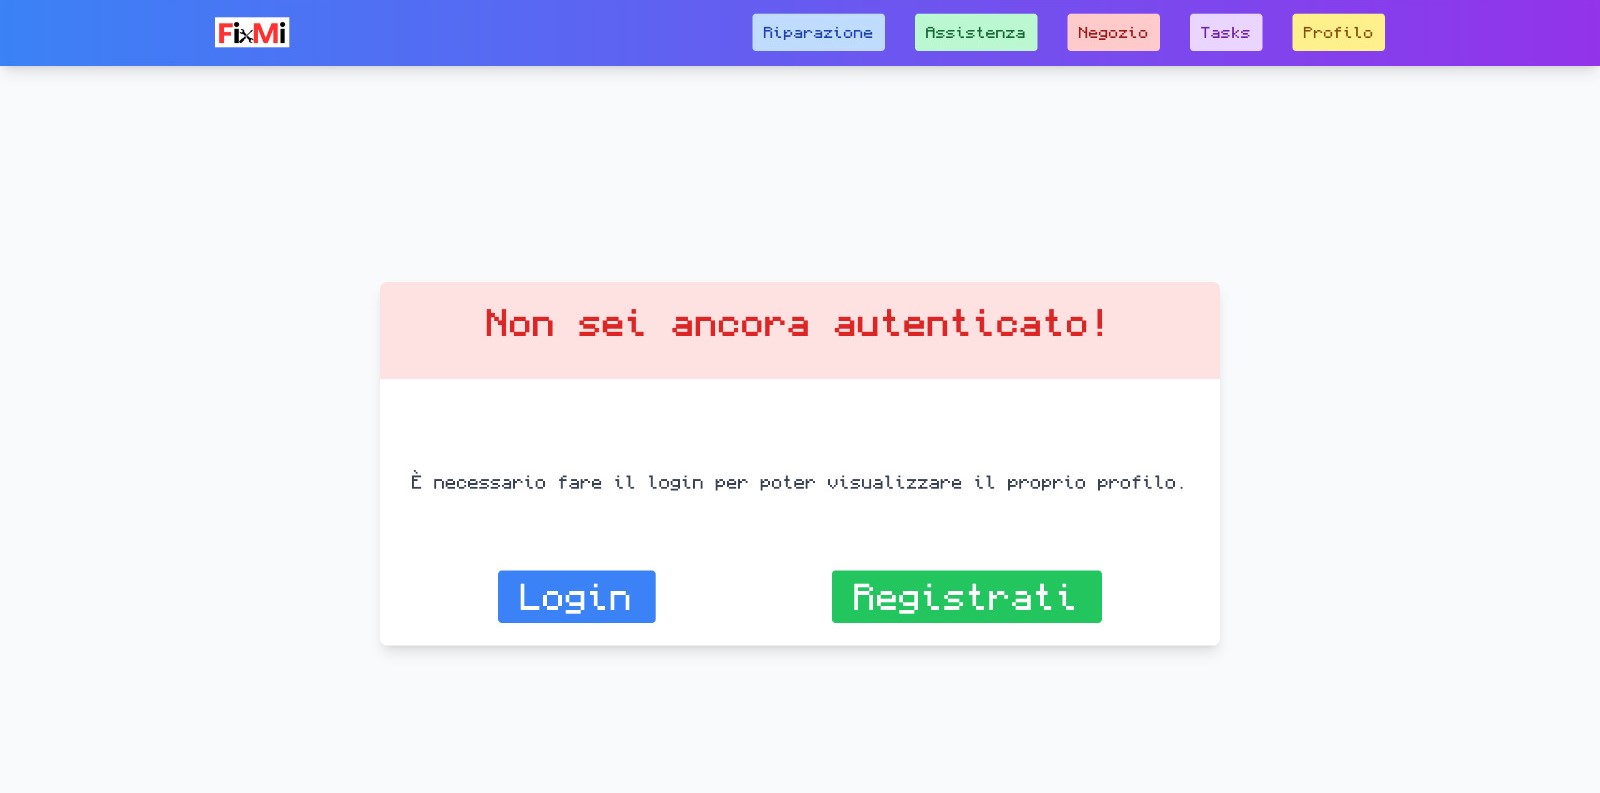 FixMi
Riparazione
Assistenza
Negozio
Tasks
Profilo
Non sei ancora autenticato!
È necessario fare il login per poter visualizzare il proprio profilo.
Login
Registrati